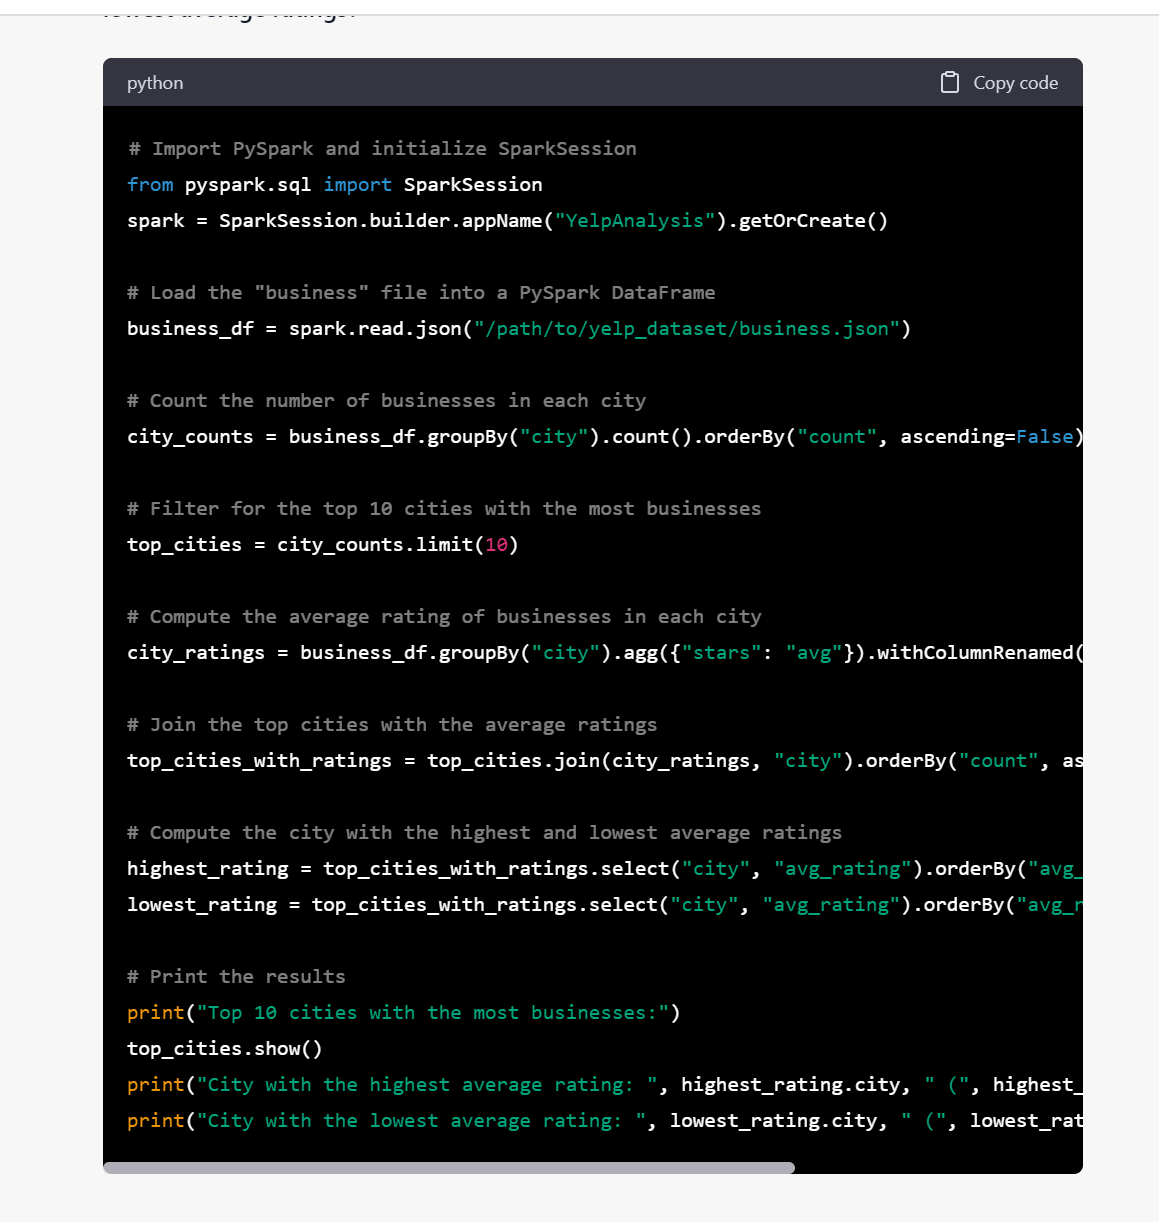 python
Copy code
# Import PySpark and initialize SparkSession
from pyspark.sql import SparkSession
spark = SparkSession.builder.appName("YelpAnalysis").getOrCreate()
# Load the "business" file into a PySpark DataFrame
business_df = spark.read.json("/path/to/yelp_dataset/business.json")
# Count the number of businesses in each city
city_counts = business_df.groupBy("city").count().orderBy("count", ascending=False)
# Filter for the top 10 cities with the most businesses
top_cities = city_counts.limit(10)
# Compute the average rating of businesses in each city
city_ratings = business_df.groupBy("city").agg({"stars": "avg"}).withColumnRenamed(
# Join the top cities with the average ratings
top_cities_with_ratings = top_cities.join(city_ratings, "city").orderBy("count", as
# Compute the city with the highest and lowest average ratings
highest_rating = top_cities_with_ratings.select("city", "avg_rating").orderBy("avg_
lowest_rating = top_cities_with_ratings.select("city", "avg_rating").orderBy("avg_r
# Print the results
print("Top 10 cities with the most businesses:")
top_cities.show()
print("City with the highest average rating: ", highest_rating.city, " (", highest_
print("City with the lowest average rating: ", lowest_rating.city, " (", lowest_rat